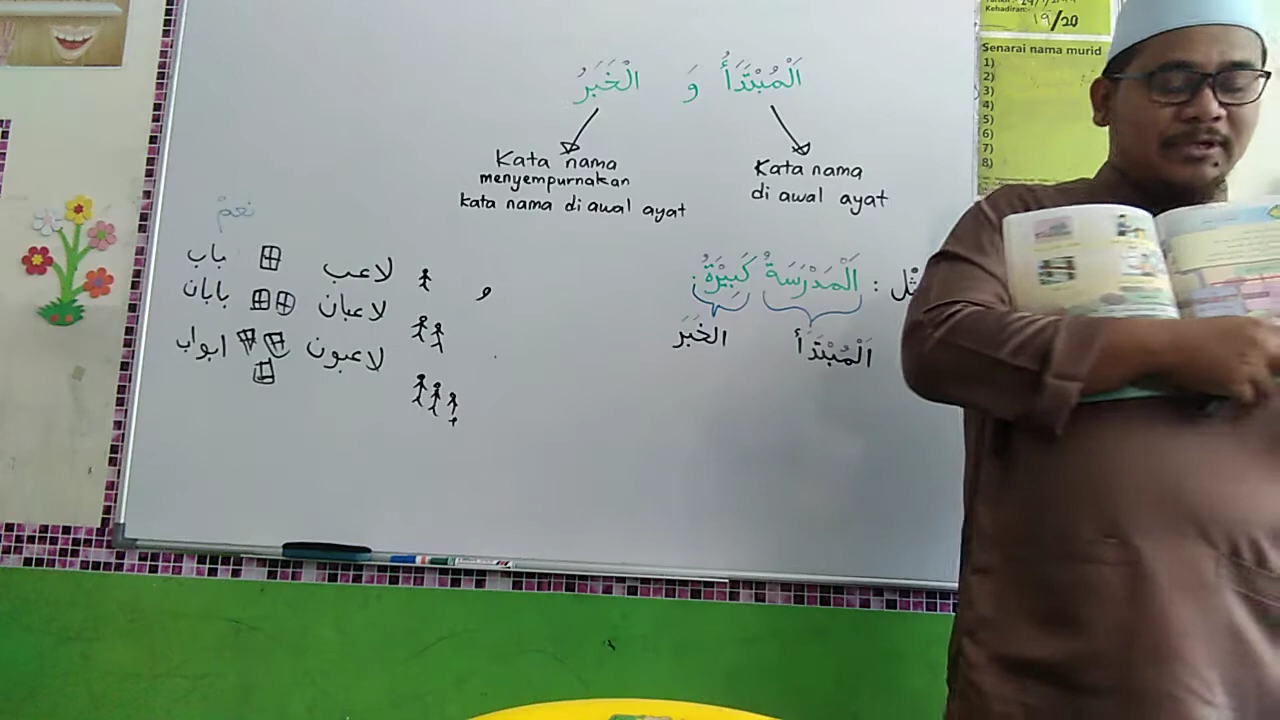 اَلْمُبْتَدَأُ وَ الْخَبَرُ
Kata nama
di awal ayat
Kata nama
menyempurnakan
kata nama di awal ayat
: اَلْمَدْرَسَةُ كَبِيْرَةٌ.
اَلْمُبْتَدَأ
الخَبَرَ
نعم
لاعب
باب
لاعبان
بابان
لاعبون
ابواب
و
Kehadiran:-
19/20
Senarai nama murid
1)
2)
3)
4)
5)
6)
7)
8)